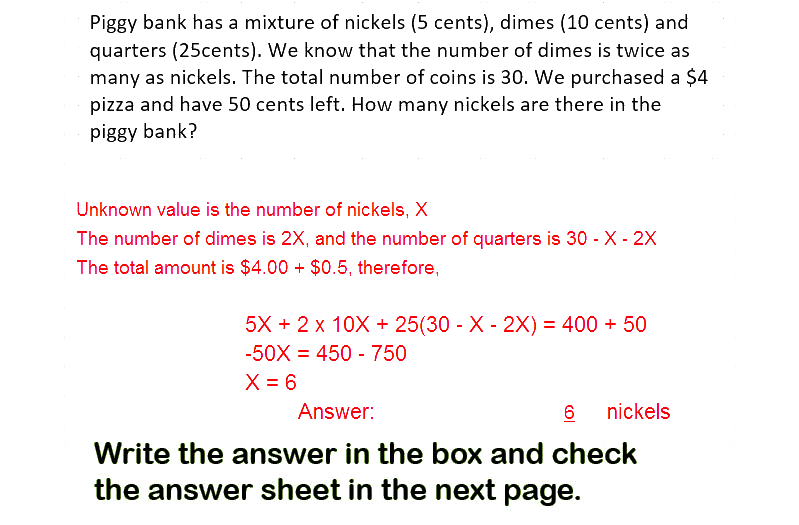 Piggy bank has a mixture of nickels (5 cents), dimes (10 cents) and
quarters (25cents). We know that the number of dimes is twice as
many as nickels. The total number of coins is 30. We purchased a $4
pizza and have 50 cents left. How many nickels are there in the
piggy bank?
Unknown value is the number of nickels, X
The number of dimes is 2X, and the number of quarters is 30 - X - 2X
The total amount is $4.00 + $0.5, therefore,
5X + 2 x 10X + 25(30 - X - 2X) = 400 + 50
-50X = 450 - 750
X = 6
Answer: 6 nickels
Write the answer in the box and check
the answer sheet in the next page.